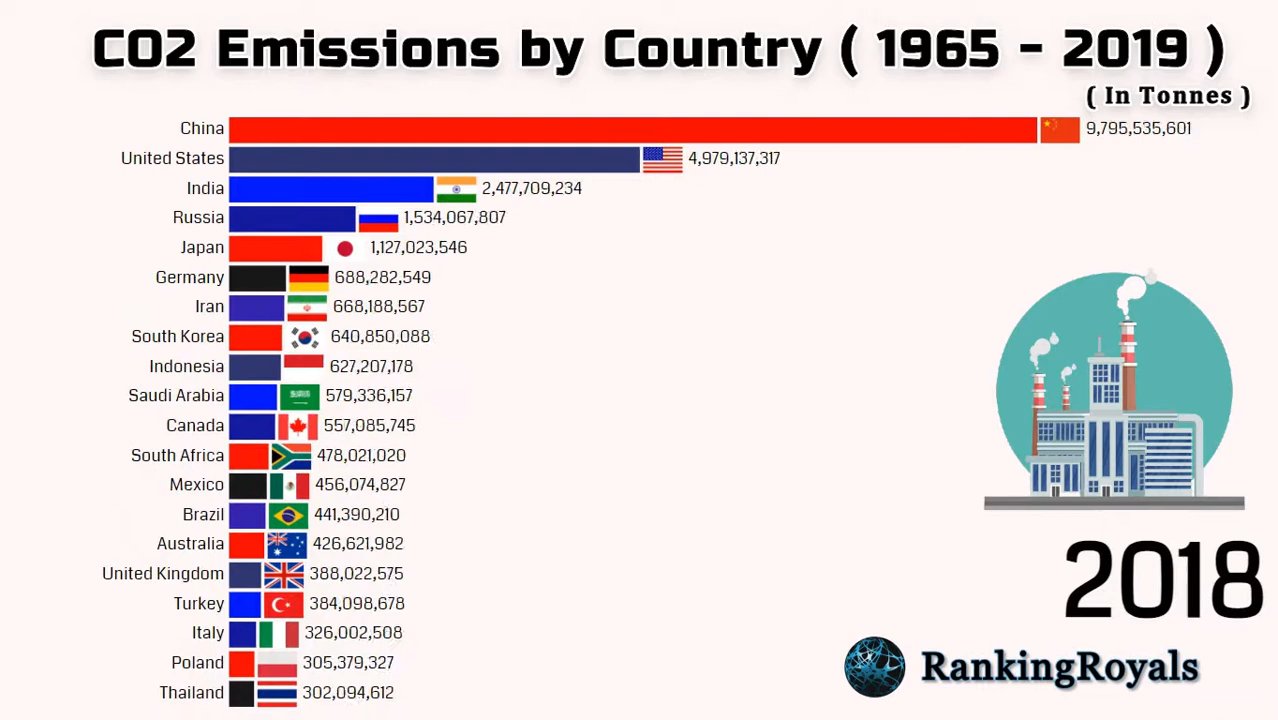 CO2 Emissions by Country ( 1965 - 2019 )
( In Tonnes )
China 9,795,535,601
United States 4,979,137,317
India 2,477,709,234
Russia 1,534,067,807
Japan 1,127,023,546
Germany 688,282,549
Iran 668,188,567
South Korea 640,850,088
Indonesia 627,207,178
Saudi Arabia 579,336,157
Canada 557,085,745
South Africa 478,021,020
Mexico 456,074,827
Brazil 441,390,210
Australia 426,621,982
United Kingdom 388,022,575
Turkey 384,098,678
Italy 326,002,508
Poland 305,379,327
Thailand 302,094,612
2018
RankingRoyals